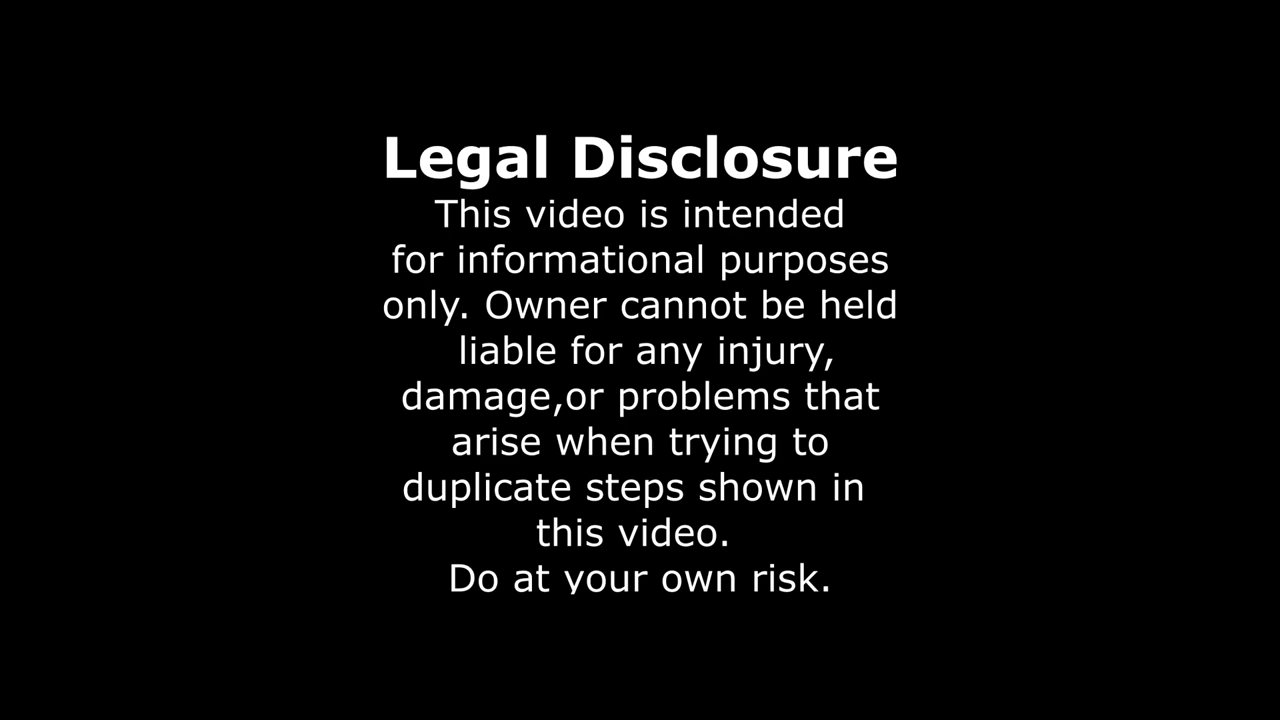 Legal Disclosure
This video is intended
for informational purposes
only. Owner cannot be held
liable for any injury,
damage,or problems that
arise when trying to
duplicate steps shown in
this video.
Do at your own risk.